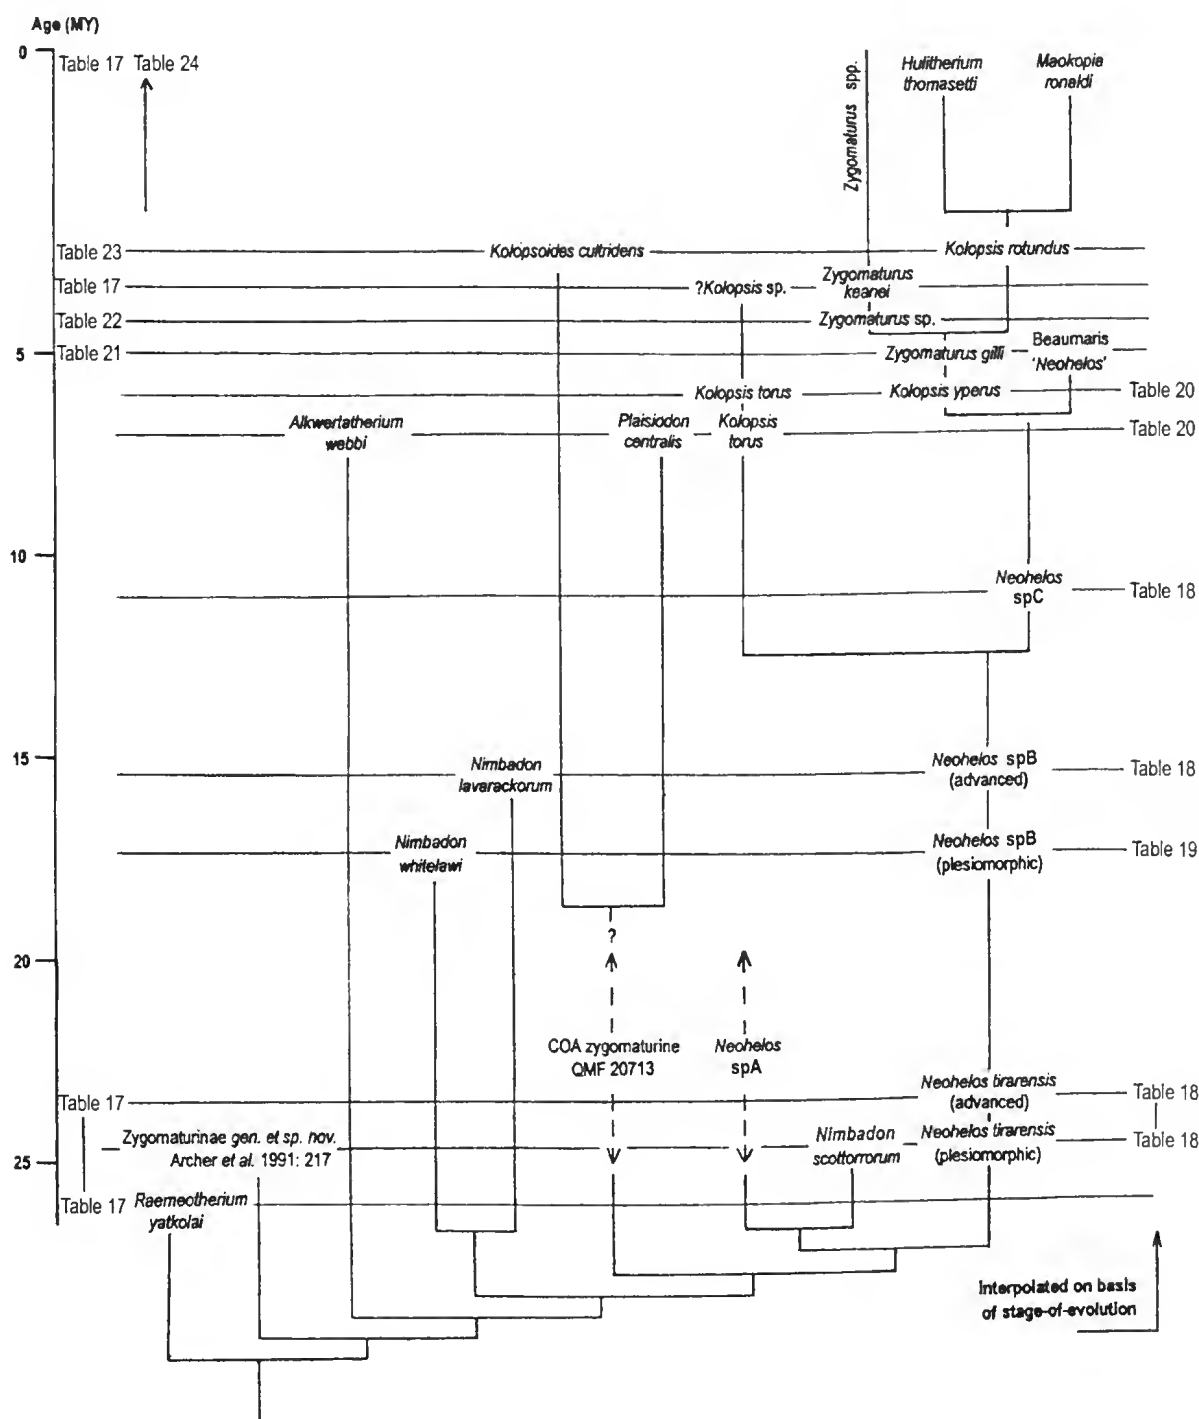 Age (MY)
0
Table 17 Table 24
Zygomaturus spp.
Hulitherium
thomasetti
Maokopia
ronaldi
Table 23
Kolopsoides cultridens
Kolopsis rotundus
Table 17
?Kolopsis sp.
Zygomaturus
keanei
Table 22
Zygomaturus sp.
5
Table 21
Zygomaturus gilli
Beaumaris
'Neohelos'
Kolopsis torus
Kolopsis yperus
Table 20
Alkwertatherium
webbi
Plaisiodon
centralis
Kolopsis
torus
Table 20
10
Neohelos
spC
Table 18
15
Nimbadon
lavarackorum
Neohelos spB
(advanced)
Table 18
Nimbadon
whitelawi
Neohelos spB
(plesiomorphic)
Table 19
?
20
COA zygomaturine
QMF 20713
Neohelos
spA
Table 17
Neohelos tirarensis
(advanced)
Table 18
Zygomaturinae gen. et sp. nov.
Archer et al. 1991: 217
Nimbadon
scottorrorum
Neohelos tirarensis
(plesiomorphic)
Table 18
25
Table 17
Raemeotherium
yatkolai
Interpolated on basis
of stage-of-evolution